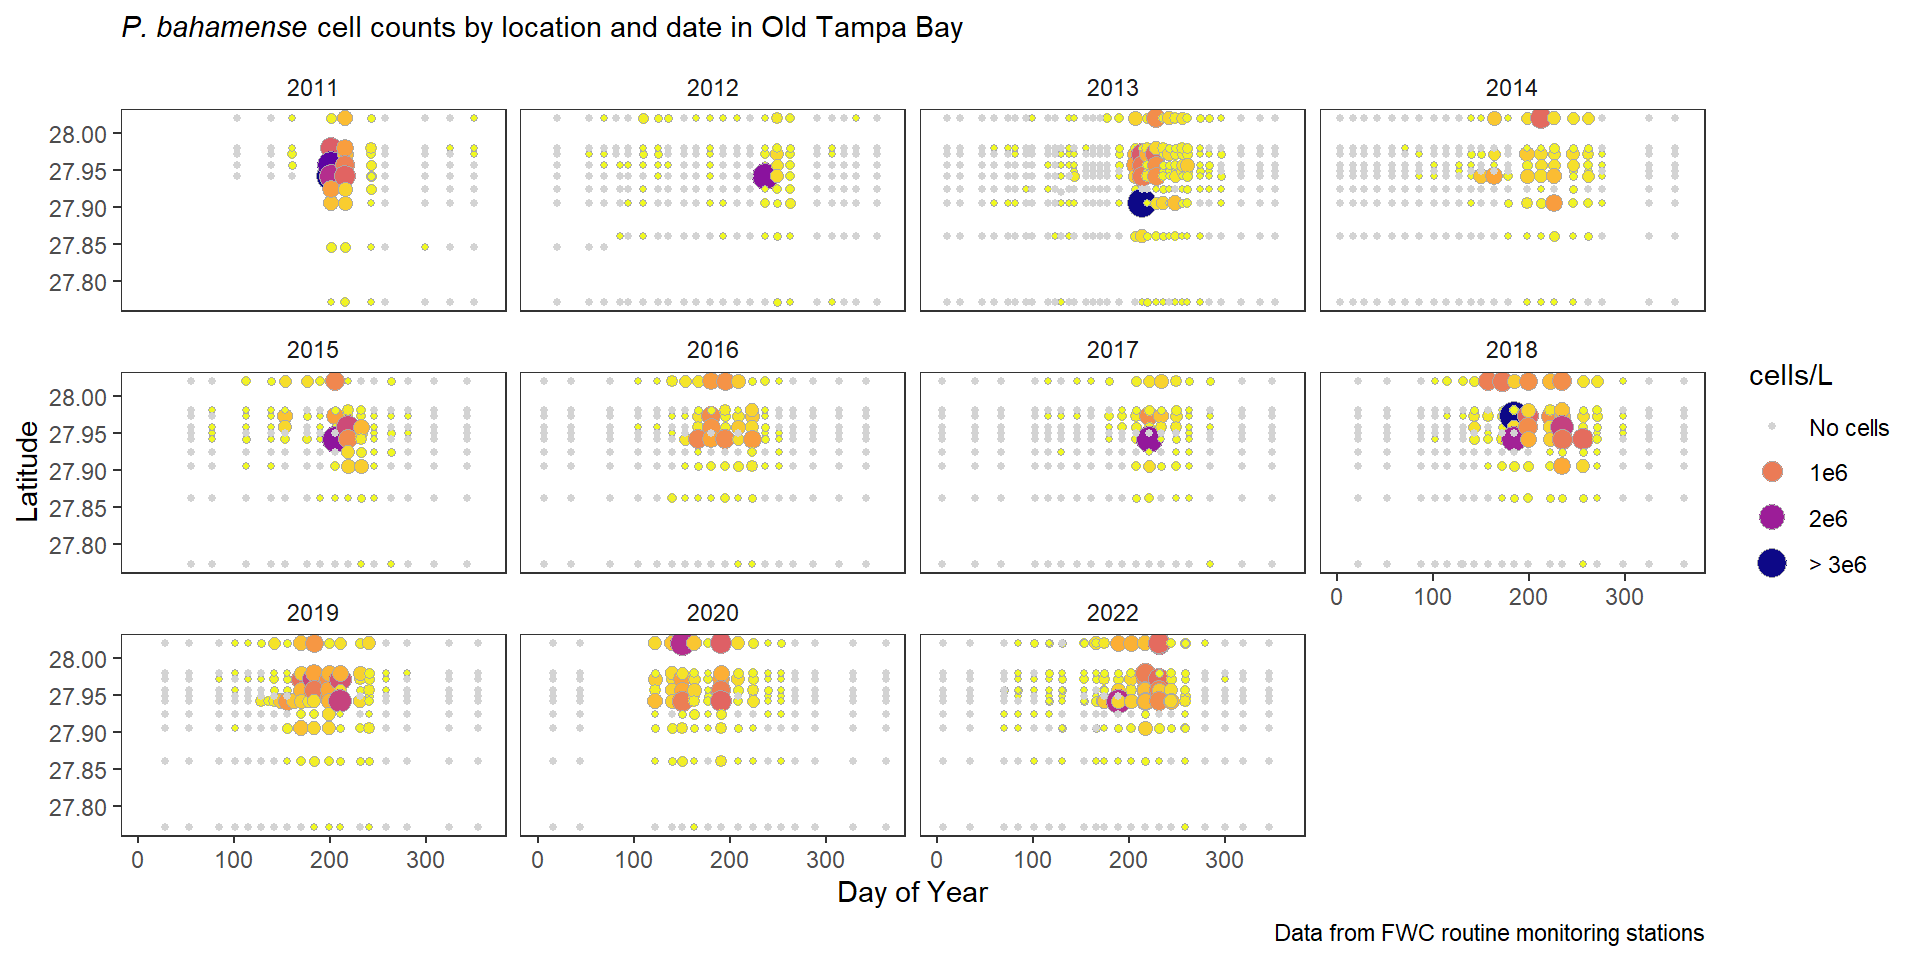 P. bahamense cell counts by location and date in Old Tampa Bay
2011 2012 2013 2014
28.00
27.95
27.90
27.85
27.80
2015 2016 2017 2018
28.00
27.95
27.90
27.85
27.80
0 100 200 300
2019 2020 2022
28.00
27.95
27.90
27.85
27.80
0 100 200 300 0 100 200 300 0 100 200 300
Latitude
Day of Year
cells/L
No cells
1e6
2e6
> 3e6
Data from FWC routine monitoring stations